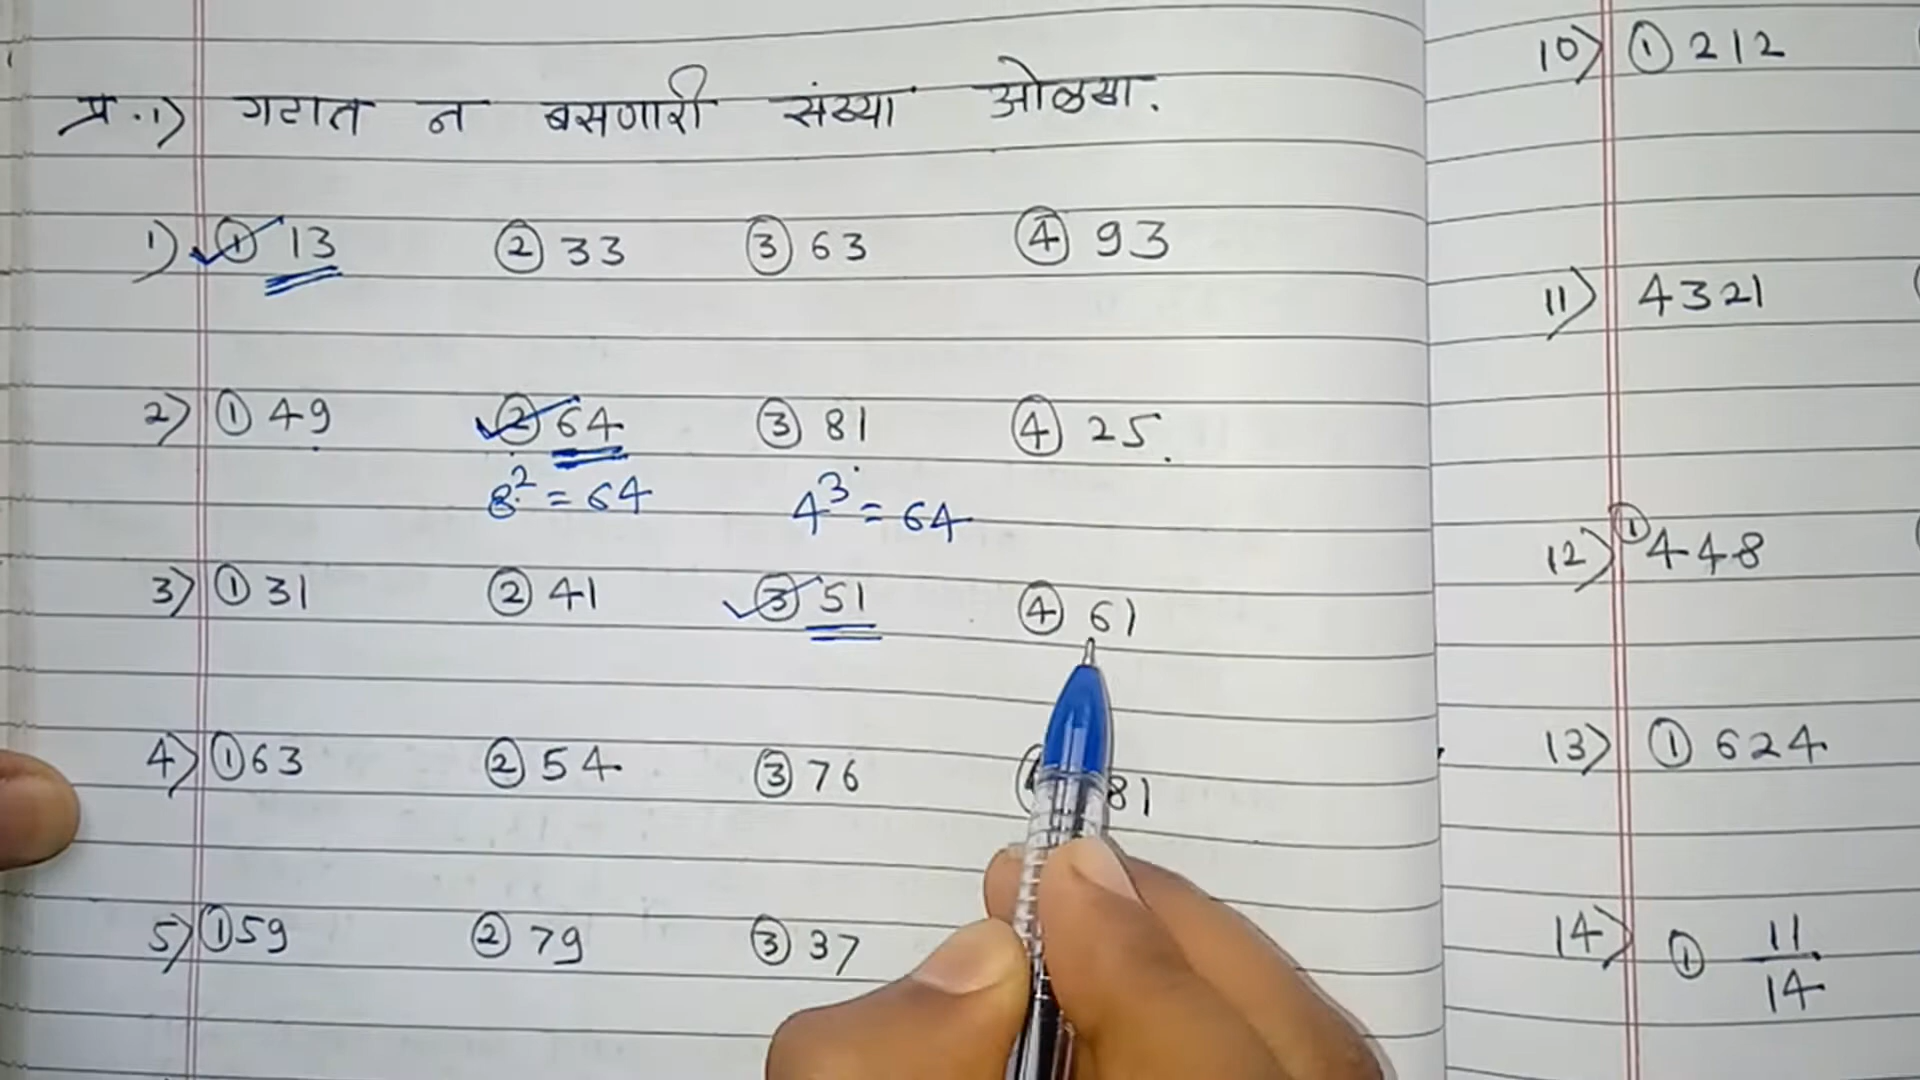 प्र.1) गटात न बसणारी संख्या ओळखा.
1) ① 13 ② 33 ③ 63 ④ 93
2) ① 49 ② 64 ③ 81 ④ 25
8² = 64 4³ = 64
3) ① 31 ② 41 ③ 51 ④ 61
4) ① 63 ② 54 ③ 76 81
5) ① 59 ② 79 ③ 37
10) ① 212
11) 4321
12) ① 448
13) ① 624
14) ① 11/14